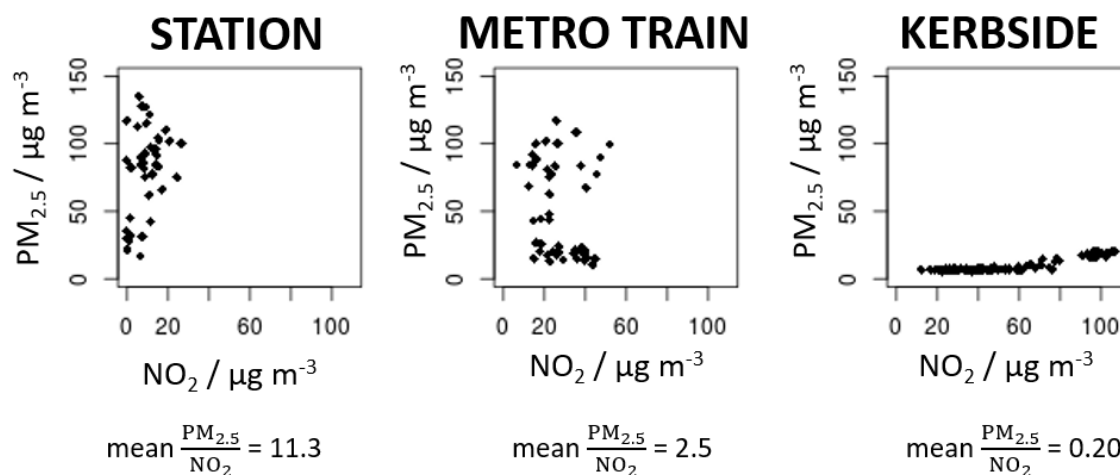 STATION METRO TRAIN KERBSIDE
PM2.5 / µg m-3
0 50 100 150
0 20 60 100
NO2 / µg m-3
mean PM2.5/NO2 = 11.3
PM2.5 / µg m-3
0 50 100 150
0 20 60 100
NO2 / µg m-3
mean PM2.5/NO2 = 2.5
PM2.5 / µg m-3
0 50 100 150
0 20 60 100
NO2 / µg m-3
mean PM2.5/NO2 = 0.20